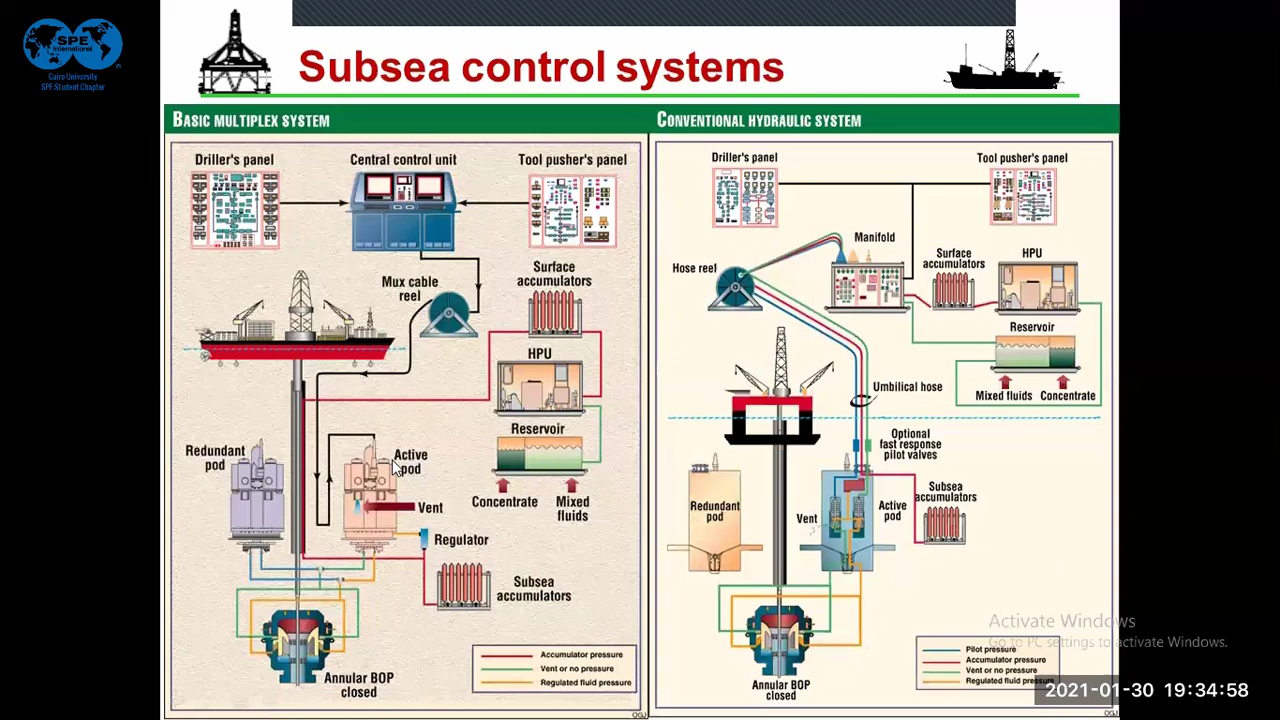 SPE
International
Cairo University
SPE Student Chapter
Subsea control systems
BASIC MULTIPLEX SYSTEM
Driller's panel
Central control unit
Tool pusher's panel
Mux cable
reel
Surface
accumulators
HPU
Reservoir
Redundant
pod
Active
pod
Vent
Concentrate
Mixed
fluids
Regulator
Subsea
accumulators
Annular BOP
closed
Accumulator pressure
Vent or no pressure
Regulated fluid pressure
OGJ
CONVENTIONAL HYDRAULIC SYSTEM
Driller's panel
Tool pusher's panel
Manifold
Hose reel
Surface
accumulators
HPU
Reservoir
Mixed fluids
Concentrate
Umbilical hose
Optional
fast response
pilot valves
Redundant
pod
Vent
Active
pod
Subsea
accumulators
Annular BOP
closed
Pilot pressure
Accumulator pressure
Vent or no pressure
Regulated fluid pressure
OGJ
Activate Windows
Go to PC settings to activate Windows.
2021-01-30 19:34:58